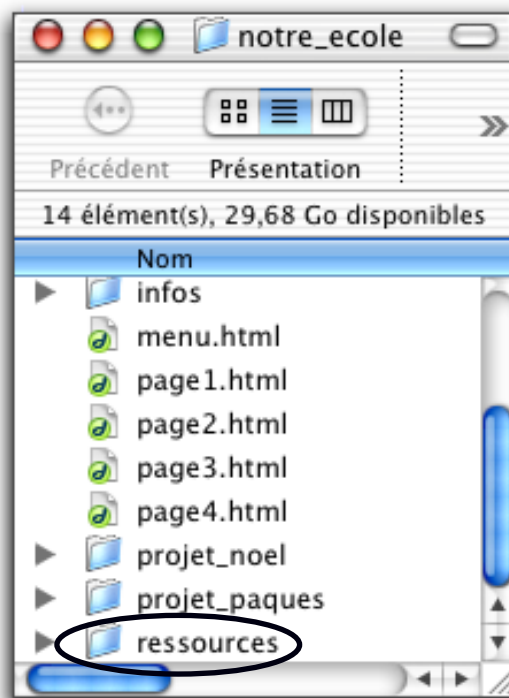 notre_ecole
Précédent Présentation
14 élément(s), 29,68 Go disponibles
Nom
infos
menu.html
page1.html
page2.html
page3.html
page4.html
projet_noel
projet_paques
ressources